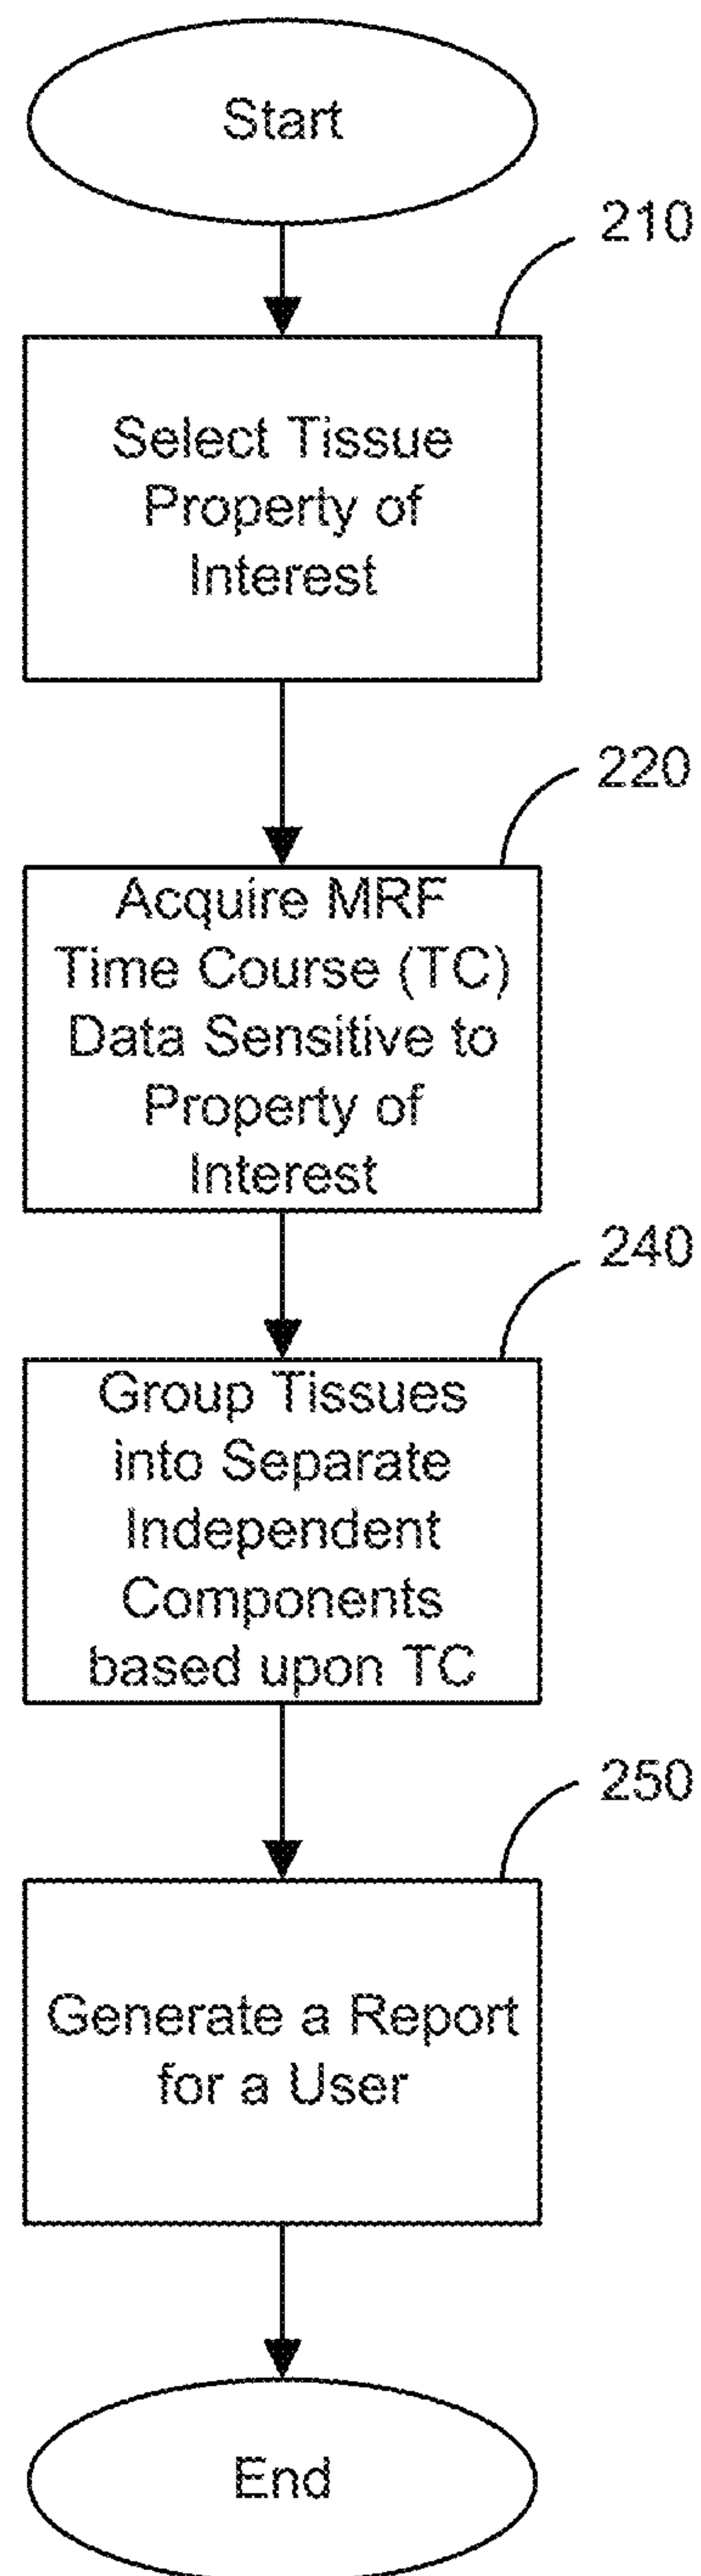 Start
210
Select Tissue
Property of
Interest
220
Acquire MRF
Time Course (TC)
Data Sensitive to
Property of
Interest
240
Group Tissues
into Separate
Independent
Components
based upon TC
250
Generate a Report
for a User
End